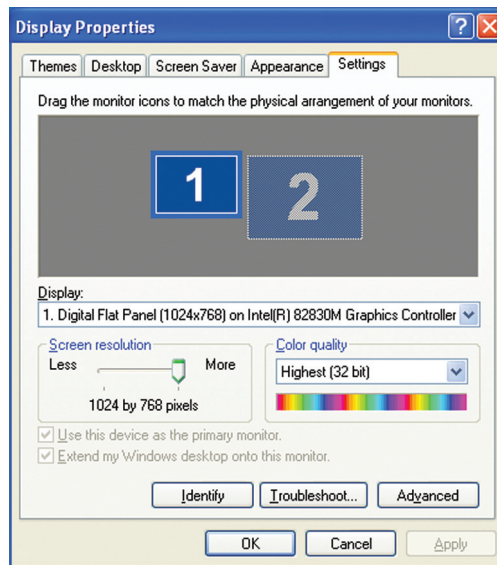 Display Properties
Themes Desktop Screen Saver Appearance Settings
Drag the monitor icons to match the physical arrangement of your monitors.
1 2
Display:
1. Digital Flat Panel (1024x768) on Intel(R) 82830M Graphics Controller
Screen resolution
Less More
1024 by 768 pixels
Color quality
Highest (32 bit)
Use this device as the primary monitor.
Extend my Windows desktop onto this monitor.
Identify Troubleshoot... Advanced
OK Cancel Apply